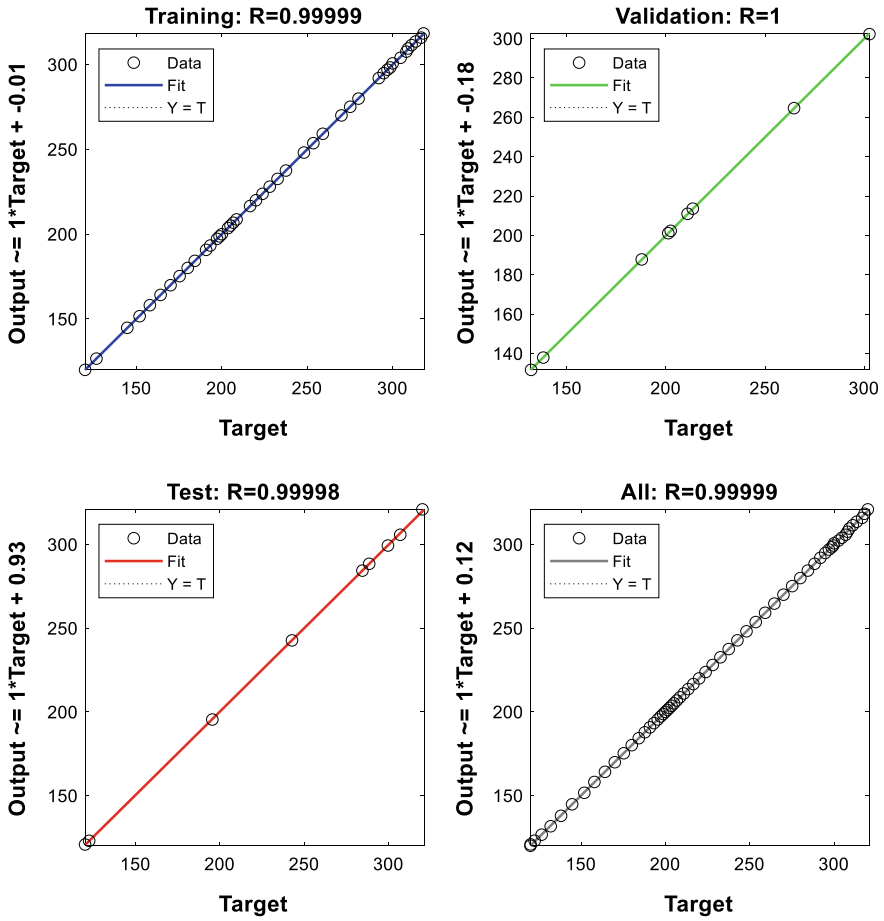 Training: R=0.99999
Output ~= 1*Target + -0.01
300
250
200
150
Data
Fit
Y = T
150 200 250 300
Target
Validation: R=1
Output ~= 1*Target + -0.18
300
280
260
240
220
200
180
160
140
Data
Fit
Y = T
150 200 250 300
Target
Test: R=0.99998
Output ~= 1*Target + 0.93
300
250
200
150
Data
Fit
Y = T
150 200 250 300
Target
All: R=0.99999
Output ~= 1*Target + 0.12
300
250
200
150
Data
Fit
Y = T
150 200 250 300
Target